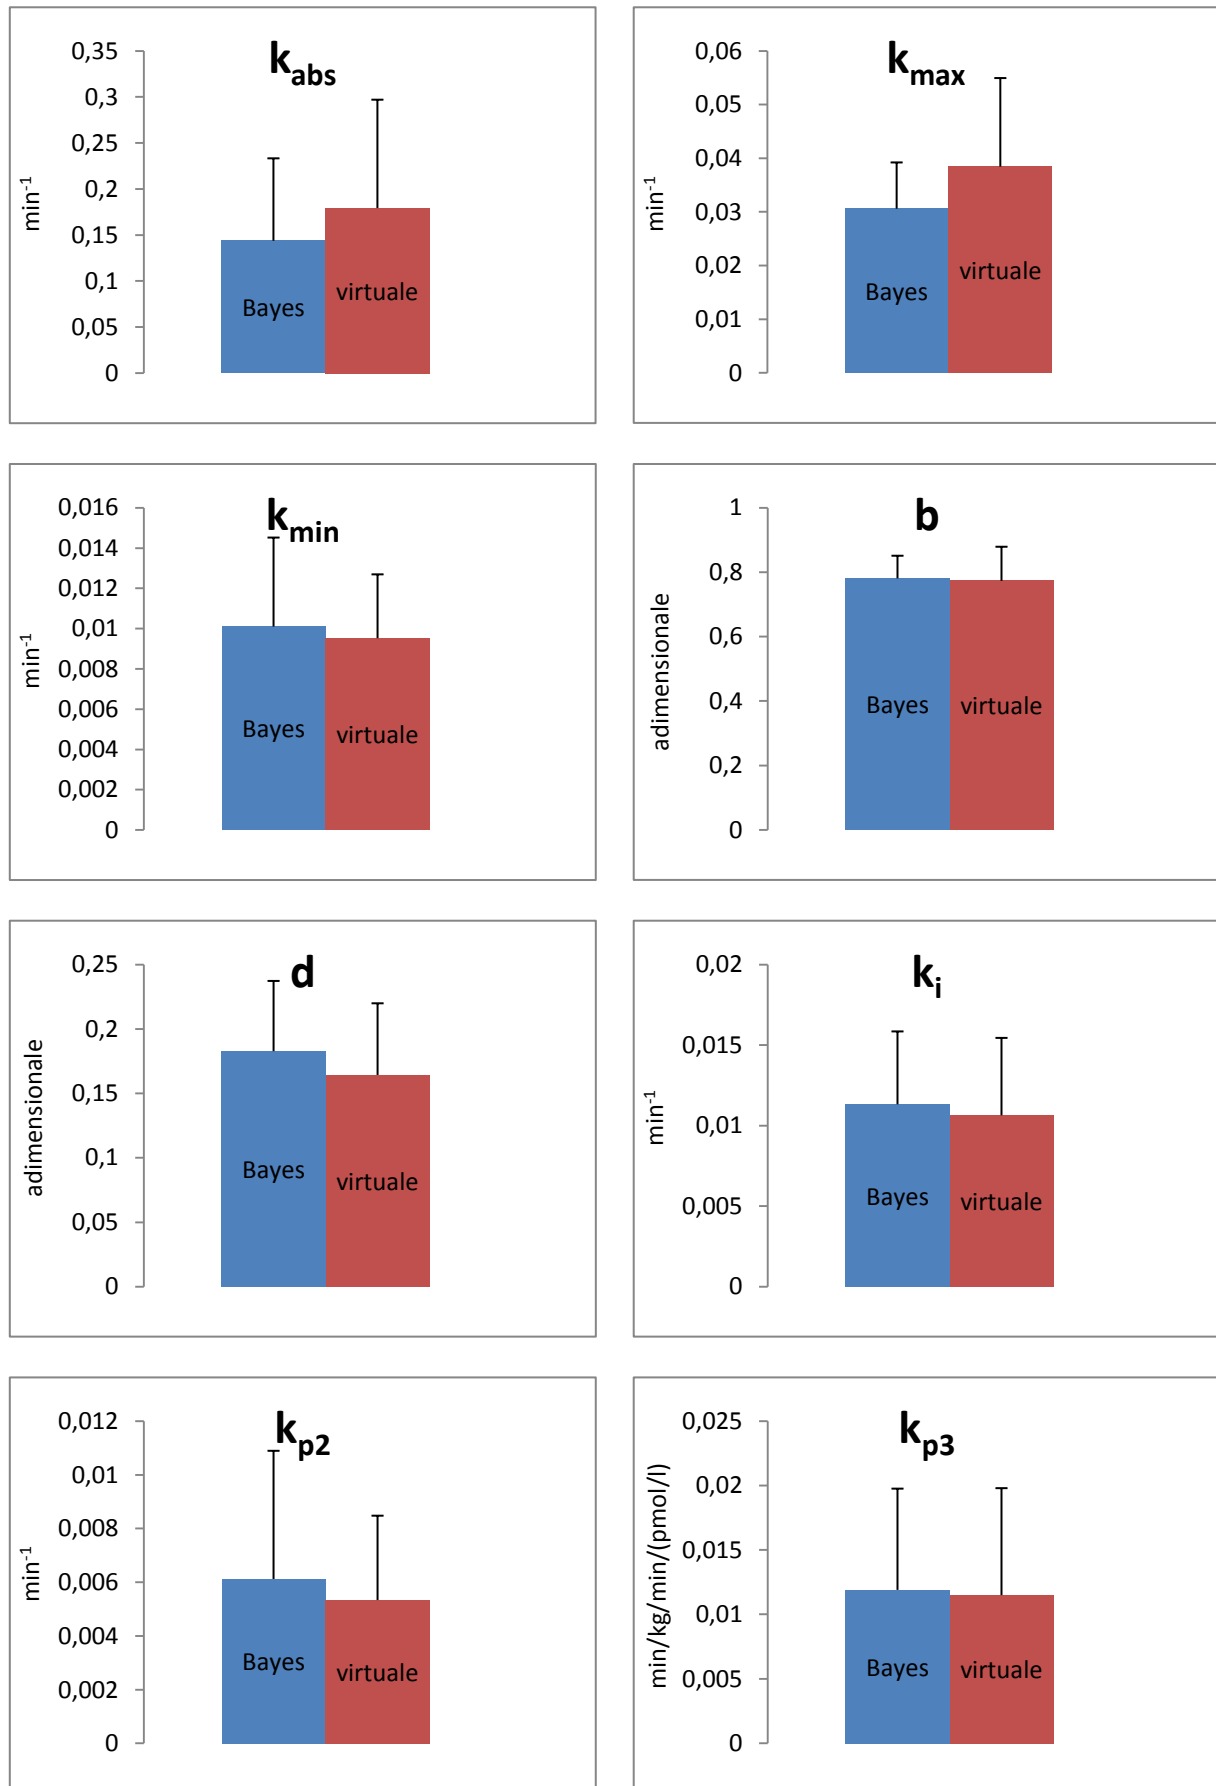 k_abs
0,35
0,3
0,25
0,2
0,15
0,1
0,05
0
min⁻¹
Bayes
virtuale
k_max
0,06
0,05
0,04
0,03
0,02
0,01
0
min⁻¹
Bayes
virtuale
k_min
0,016
0,014
0,012
0,01
0,008
0,006
0,004
0,002
0
min⁻¹
Bayes
virtuale
b
1
0,8
0,6
0,4
0,2
0
adimensionale
Bayes
virtuale
d
0,25
0,2
0,15
0,1
0,05
0
adimensionale
Bayes
virtuale
k_i
0,02
0,015
0,01
0,005
0
min⁻¹
Bayes
virtuale
k_p2
0,012
0,01
0,008
0,006
0,004
0,002
0
min⁻¹
Bayes
virtuale
k_p3
0,025
0,02
0,015
0,01
0,005
0
min/kg/min/(pmol/l)
Bayes
virtuale